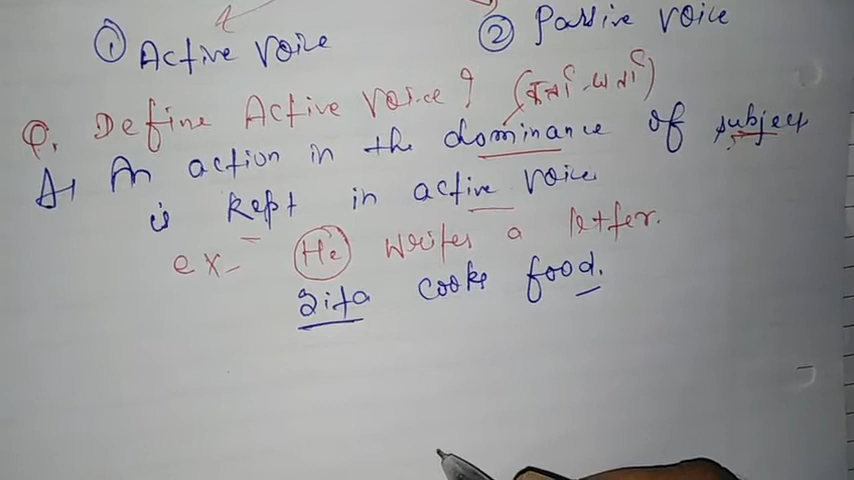 ① Active voice ② Passive voice
Q. Define Active voice?
A, An action in the dominance of subject
is kept in active voice
ex- He writes a letter.
Zita cooks food.